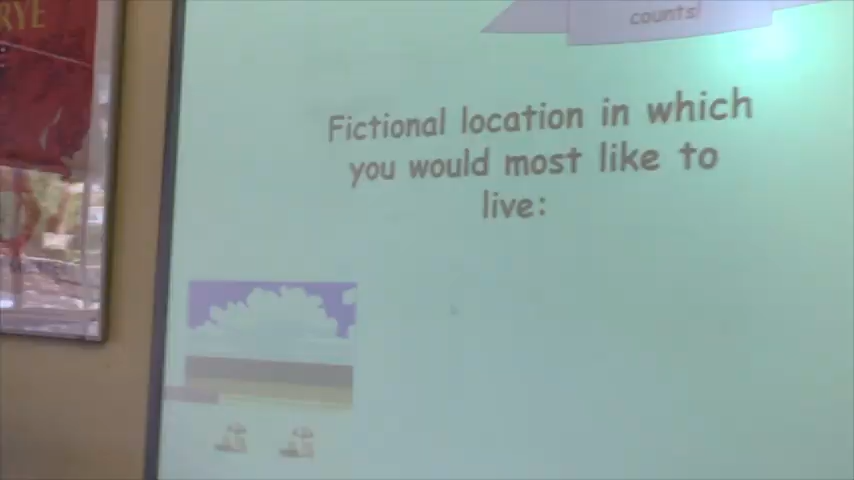 RYE
counts!
Fictional location in which
you would most like to
live: